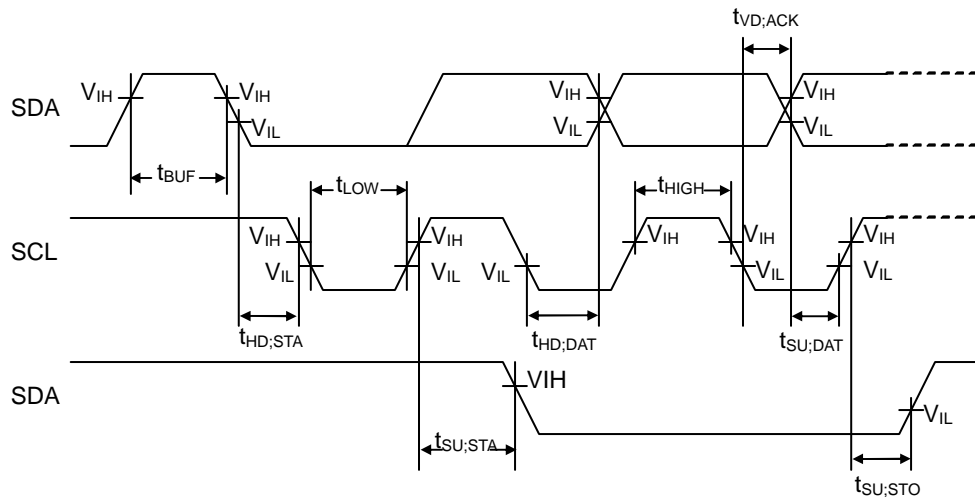 tVD;ACK
SDA
VIH
VIH
VIL
VIH
VIL
VIH
VIL
tBUF
tLOW
tHIGH
SCL
VIH
VIL
VIH
VIL
VIL
VIH
VIH
VIL
VIH
VIL
tHD;STA
tHD;DAT
tSU;DAT
SDA
VIH
VIL
tSU;STA
tSU;STO